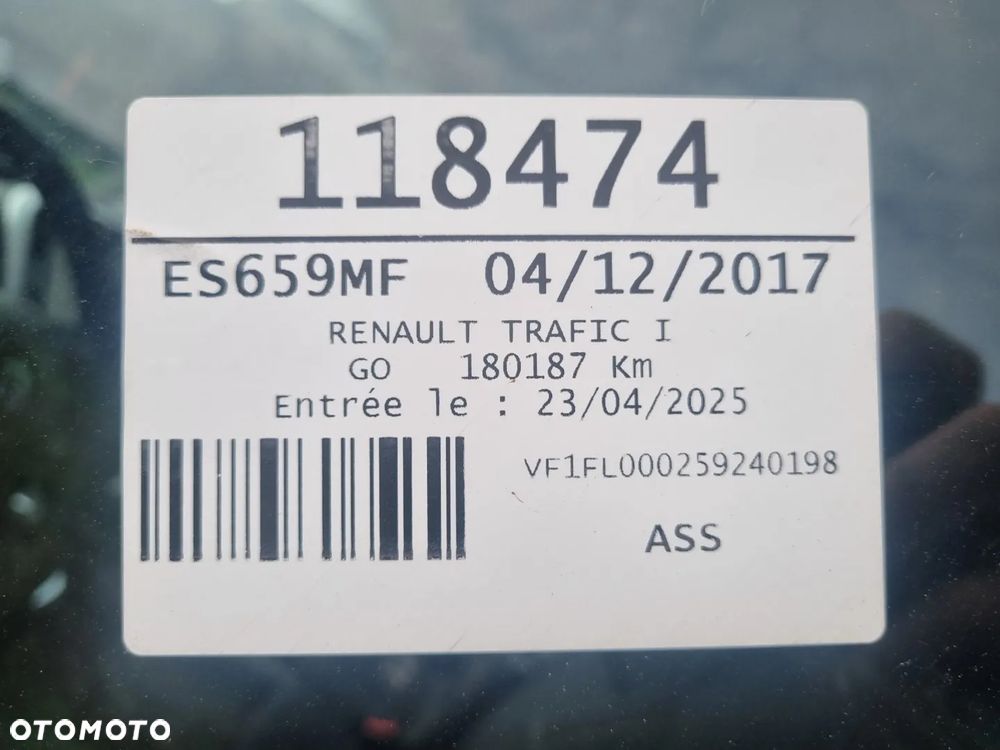 118474
ES659MF 04/12/2017
RENAULT TRAFIC I
GO 180187 Km
Entrée le : 23/04/2025
VF1FL000259240198
ASS
OTOMOTO